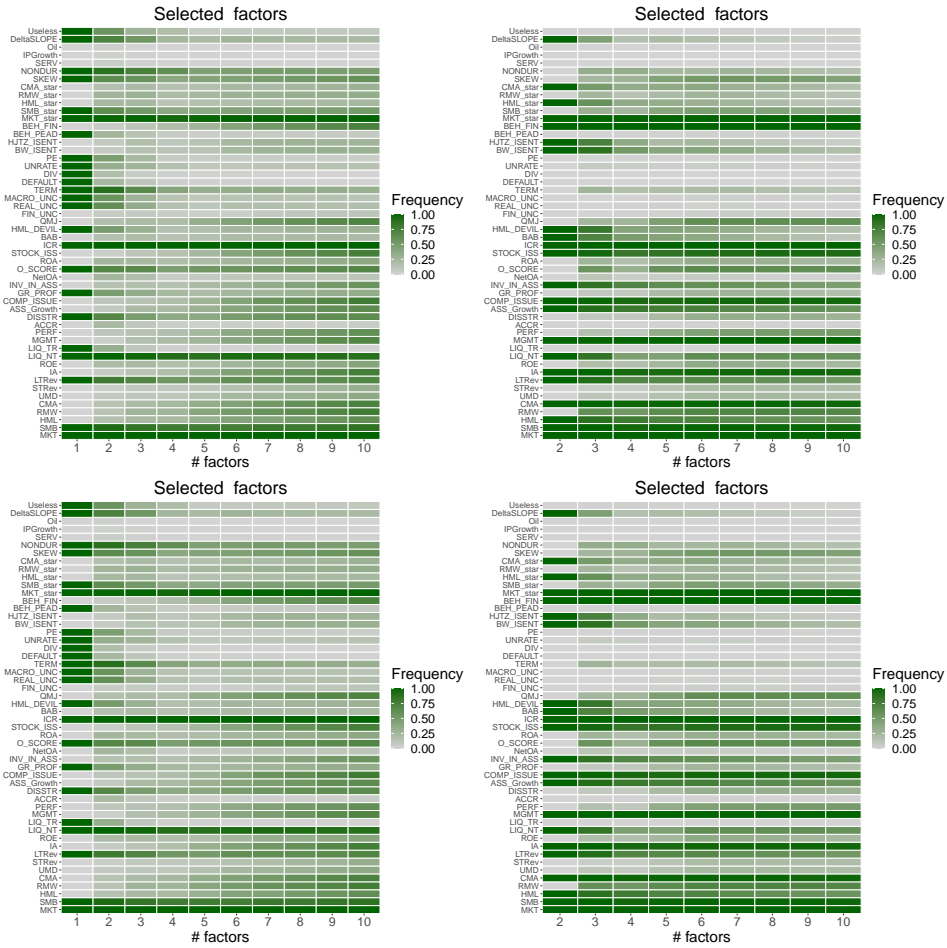 Selected factors
Useless
DeltaSLOPE
Oil
IPGrowth
SERV
NONDUR
SKEW
CMA_star
RMW_star
HML_star
SMB_star
MKT_star
BEH_FIN
BEH_PEAD
HJTZ_ISENT
BW_ISENT
PE
UNRATE
DIV
DEFAULT
TERM
MACRO_UNC
REAL_UNC
FIN_UNC
QMJ
HML_DEVIL
BAB
ICR
STOCK_ISS
ROA
O_SCORE
NetOA
INV_IN_ASS
GR_PROF
COMP_ISSUE
ASS_Growth
DISSTR
ACCR
PERF
MGMT
LIQ_TR
LIQ_NT
ROE
IA
LTRev
STRev
UMD
CMA
RMW
HML
SMB
MKT
1 2 3 4 5 6 7 8 9 10
# factors
Frequency
1.00
0.75
0.50
0.25
0.00
Selected factors
Useless
DeltaSLOPE
Oil
IPGrowth
SERV
NONDUR
SKEW
CMA_star
RMW_star
HML_star
SMB_star
MKT_star
BEH_FIN
BEH_PEAD
HJTZ_ISENT
BW_ISENT
PE
UNRATE
DIV
DEFAULT
TERM
MACRO_UNC
REAL_UNC
FIN_UNC
QMJ
HML_DEVIL
BAB
ICR
STOCK_ISS
ROA
O_SCORE
NetOA
INV_IN_ASS
GR_PROF
COMP_ISSUE
ASS_Growth
DISSTR
ACCR
PERF
MGMT
LIQ_TR
LIQ_NT
ROE
IA
LTRev
STRev
UMD
CMA
RMW
HML
SMB
MKT
2 3 4 5 6 7 8 9 10
# factors
Frequency
1.00
0.75
0.50
0.25
0.00
Selected factors
Useless
DeltaSLOPE
Oil
IPGrowth
SERV
NONDUR
SKEW
CMA_star
RMW_star
HML_star
SMB_star
MKT_star
BEH_FIN
BEH_PEAD
HJTZ_ISENT
BW_ISENT
PE
UNRATE
DIV
DEFAULT
TERM
MACRO_UNC
REAL_UNC
FIN_UNC
QMJ
HML_DEVIL
BAB
ICR
STOCK_ISS
ROA
O_SCORE
NetOA
INV_IN_ASS
GR_PROF
COMP_ISSUE
ASS_Growth
DISSTR
ACCR
PERF
MGMT
LIQ_TR
LIQ_NT
ROE
IA
LTRev
STRev
UMD
CMA
RMW
HML
SMB
MKT
1 2 3 4 5 6 7 8 9 10
# factors
Frequency
1.00
0.75
0.50
0.25
0.00
Selected factors
Useless
DeltaSLOPE
Oil
IPGrowth
SERV
NONDUR
SKEW
CMA_star
RMW_star
HML_star
SMB_star
MKT_star
BEH_FIN
BEH_PEAD
HJTZ_ISENT
BW_ISENT
PE
UNRATE
DIV
DEFAULT
TERM
MACRO_UNC
REAL_UNC
FIN_UNC
QMJ
HML_DEVIL
BAB
ICR
STOCK_ISS
ROA
O_SCORE
NetOA
INV_IN_ASS
GR_PROF
COMP_ISSUE
ASS_Growth
DISSTR
ACCR
PERF
MGMT
LIQ_TR
LIQ_NT
ROE
IA
LTRev
STRev
UMD
CMA
RMW
HML
SMB
MKT
2 3 4 5 6 7 8 9 10
# factors
Frequency
1.00
0.75
0.50
0.25
0.00